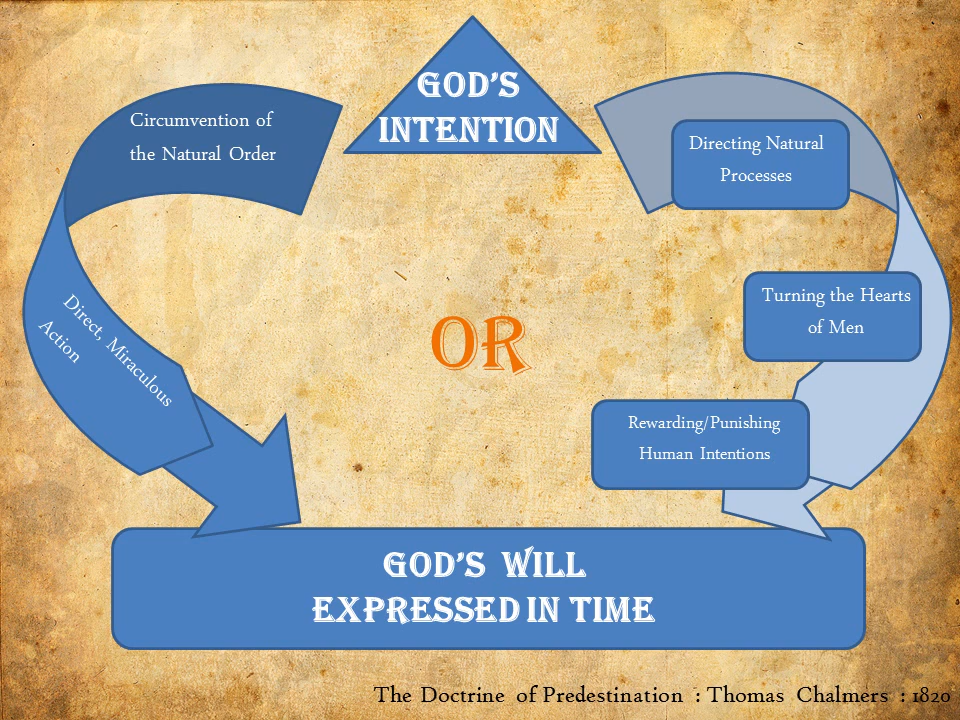 GOD'S
INTENTION
Circumvention of
the Natural Order
Direct, Miraculous
Action
OR
Directing Natural
Processes
Turning the Hearts
of Men
Rewarding/Punishing
Human Intentions
GOD'S WILL
EXPRESSED IN TIME
The Doctrine of Predestination : Thomas Chalmers : 1820